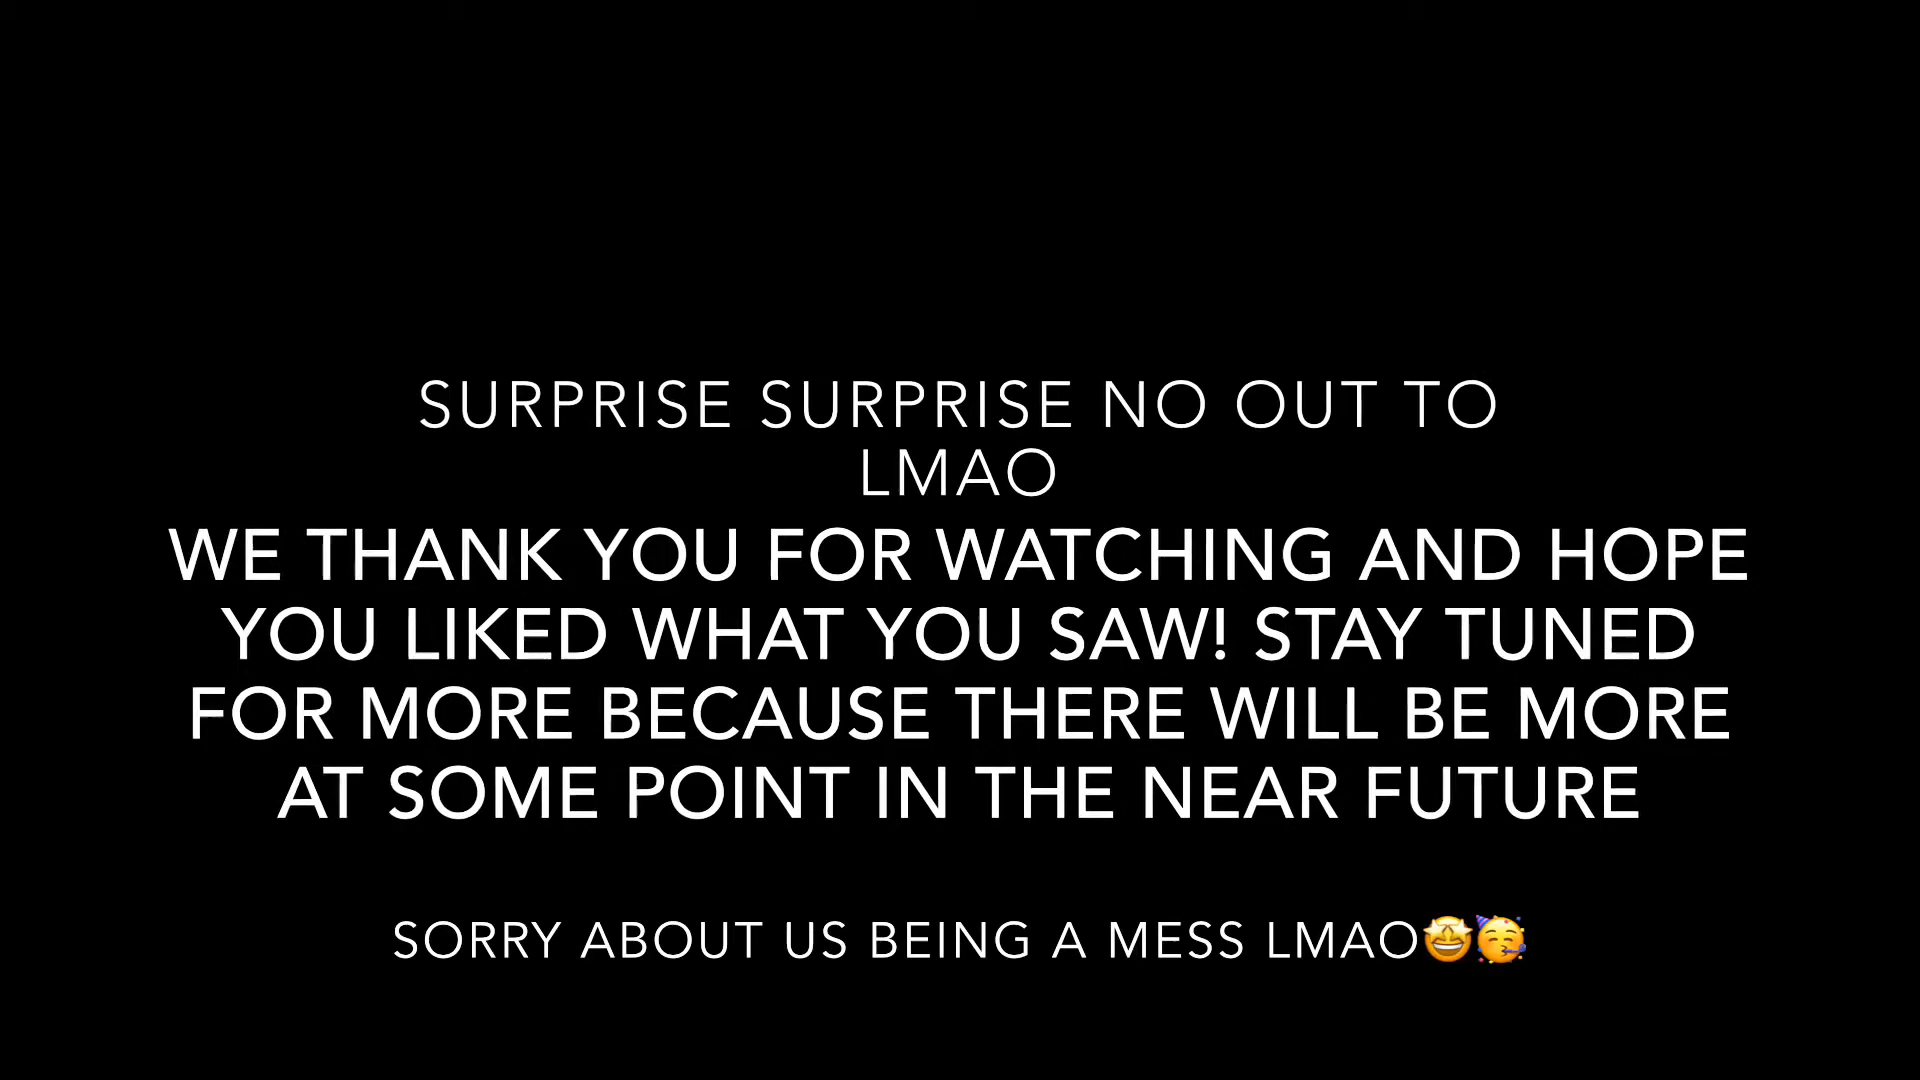 SURPRISE SURPRISE NO OUT TO
LMAO
WE THANK YOU FOR WATCHING AND HOPE
YOU LIKED WHAT YOU SAW! STAY TUNED
FOR MORE BECAUSE THERE WILL BE MORE
AT SOME POINT IN THE NEAR FUTURE
SORRY ABOUT US BEING A MESS LMAO🤩🥳